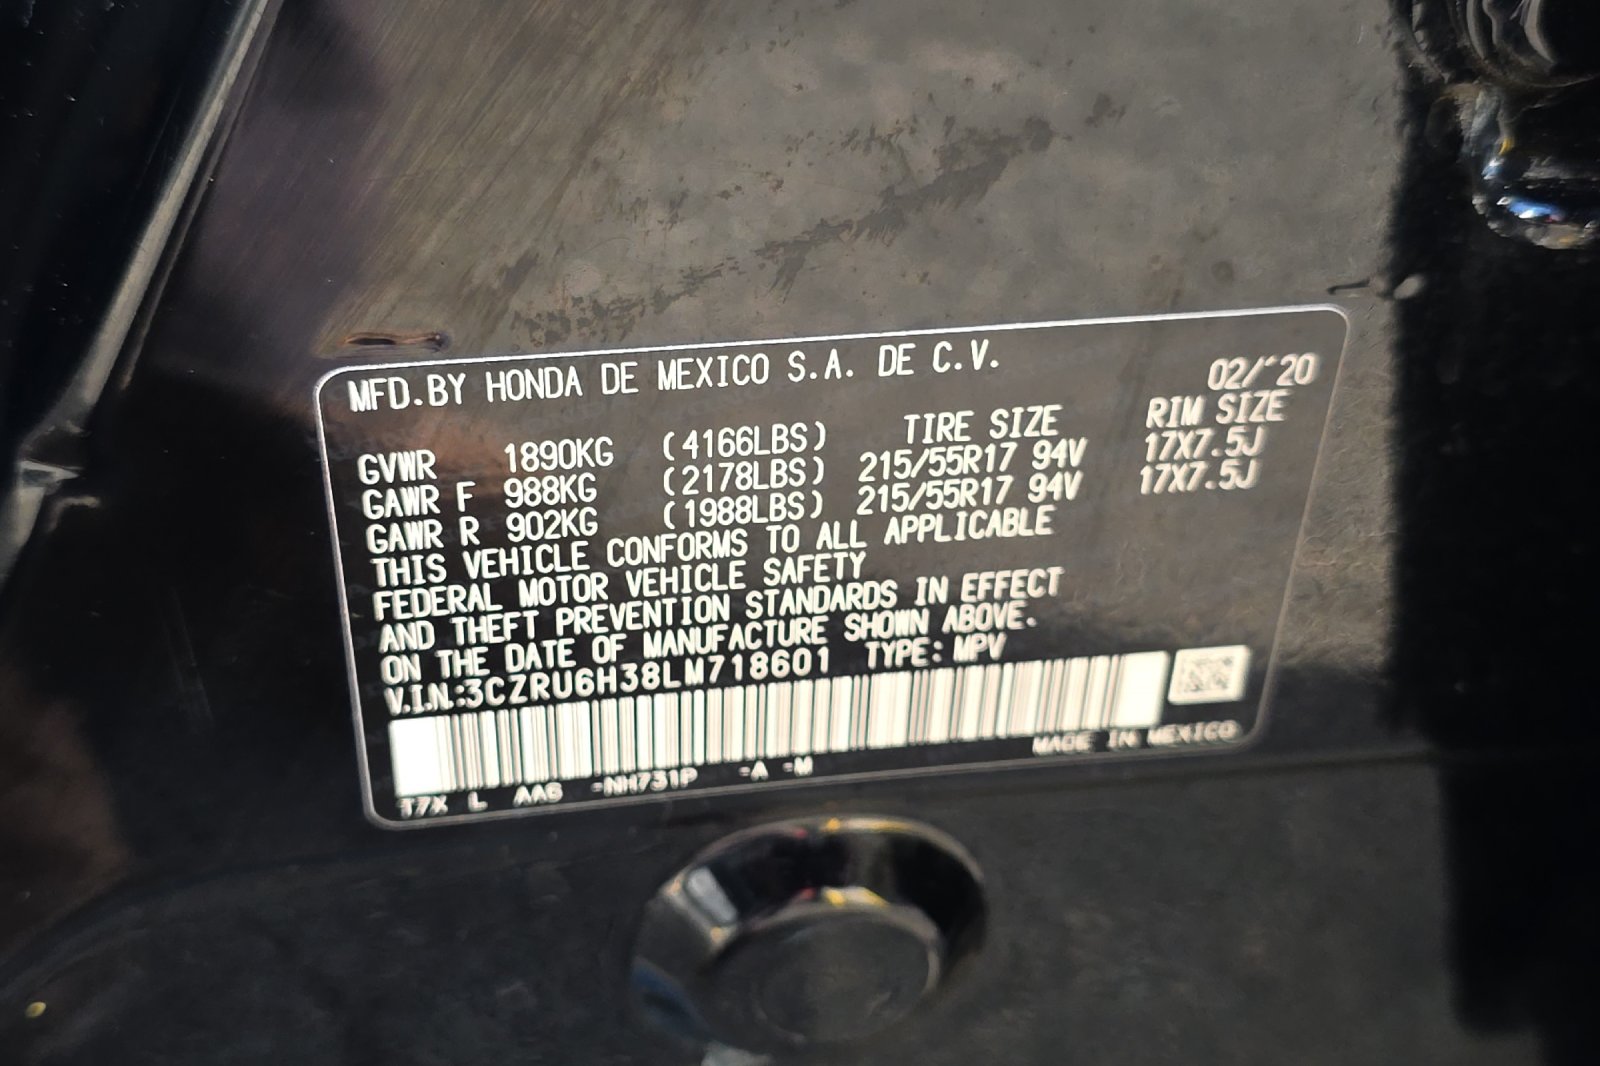 MFD.BY HONDA DE MEXICO S.A. DE C.V.
02/'20
TIRE SIZE RIM SIZE
GVWR 1890KG (4166LBS)
GAWR F 988KG (2178LBS) 215/55R17 94V 17X7.5J
GAWR R 902KG (1988LBS) 215/55R17 94V 17X7.5J
THIS VEHICLE CONFORMS TO ALL APPLICABLE
FEDERAL MOTOR VEHICLE SAFETY
AND THEFT PREVENTION STANDARDS IN EFFECT
ON THE DATE OF MANUFACTURE SHOWN ABOVE.
V.I.N.:3CZRU6H38LM718601 TYPE: MPV
MADE IN MEXICO
T7X L AA6 -NH731P -A -M